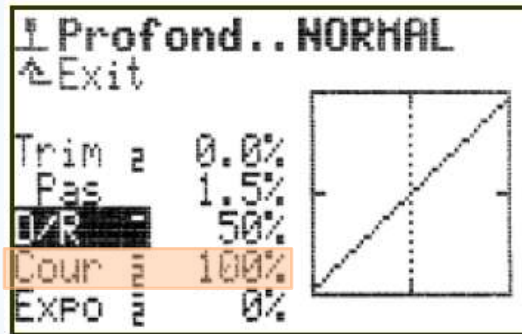 Profond..NORMAL
Exit
Trim 0.0%
Pas 1.5%
D/R 50%
Cour 100%
Expo 0%